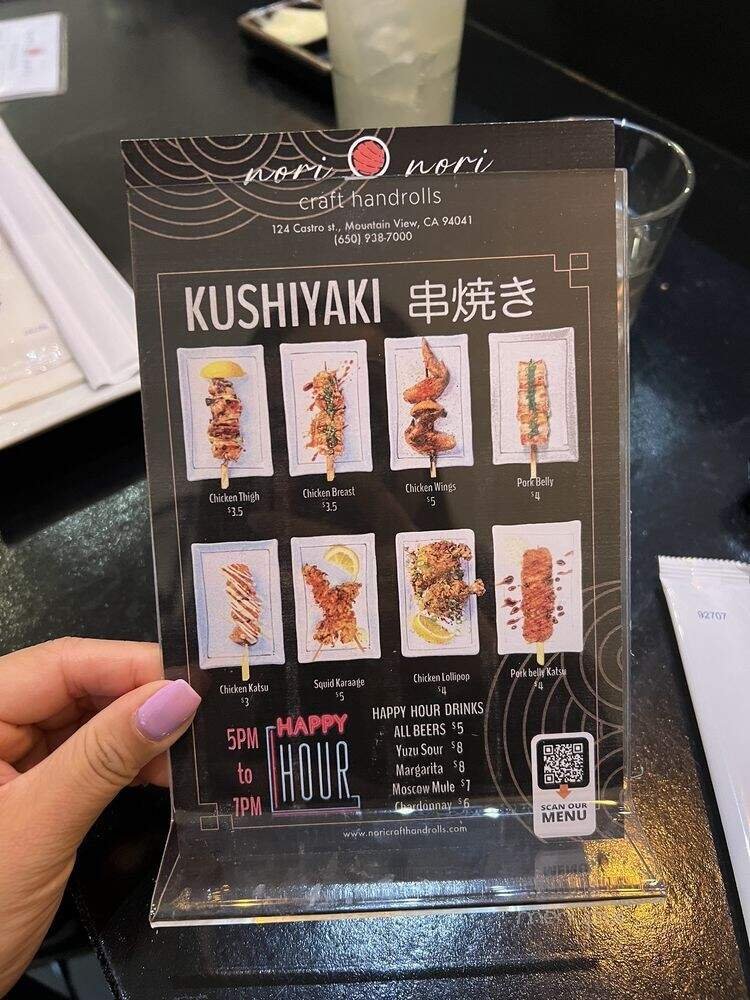 nori nori
craft handrolls
124 Castro st., Mountain View, CA 94041
(650) 938-7000
KUSHIYAKI 串焼き
Chicken Thigh
$3.5
Chicken Breast
$3.5
Chicken Wings
$5
Pork Belly
$4
Chicken Katsu
$3
Squid Karaage
$5
Chicken Lollipop
$4
Pork belly Katsu
$4
5PM
to
7PM
HAPPY
HOUR
HAPPY HOUR DRINKS
ALL BEERS $5
Yuzu Sour $8
Margarita $8
Moscow Mule $7
Chardonnay $6
SCAN OUR
MENU
www.noricrafthandrolls.com
92707